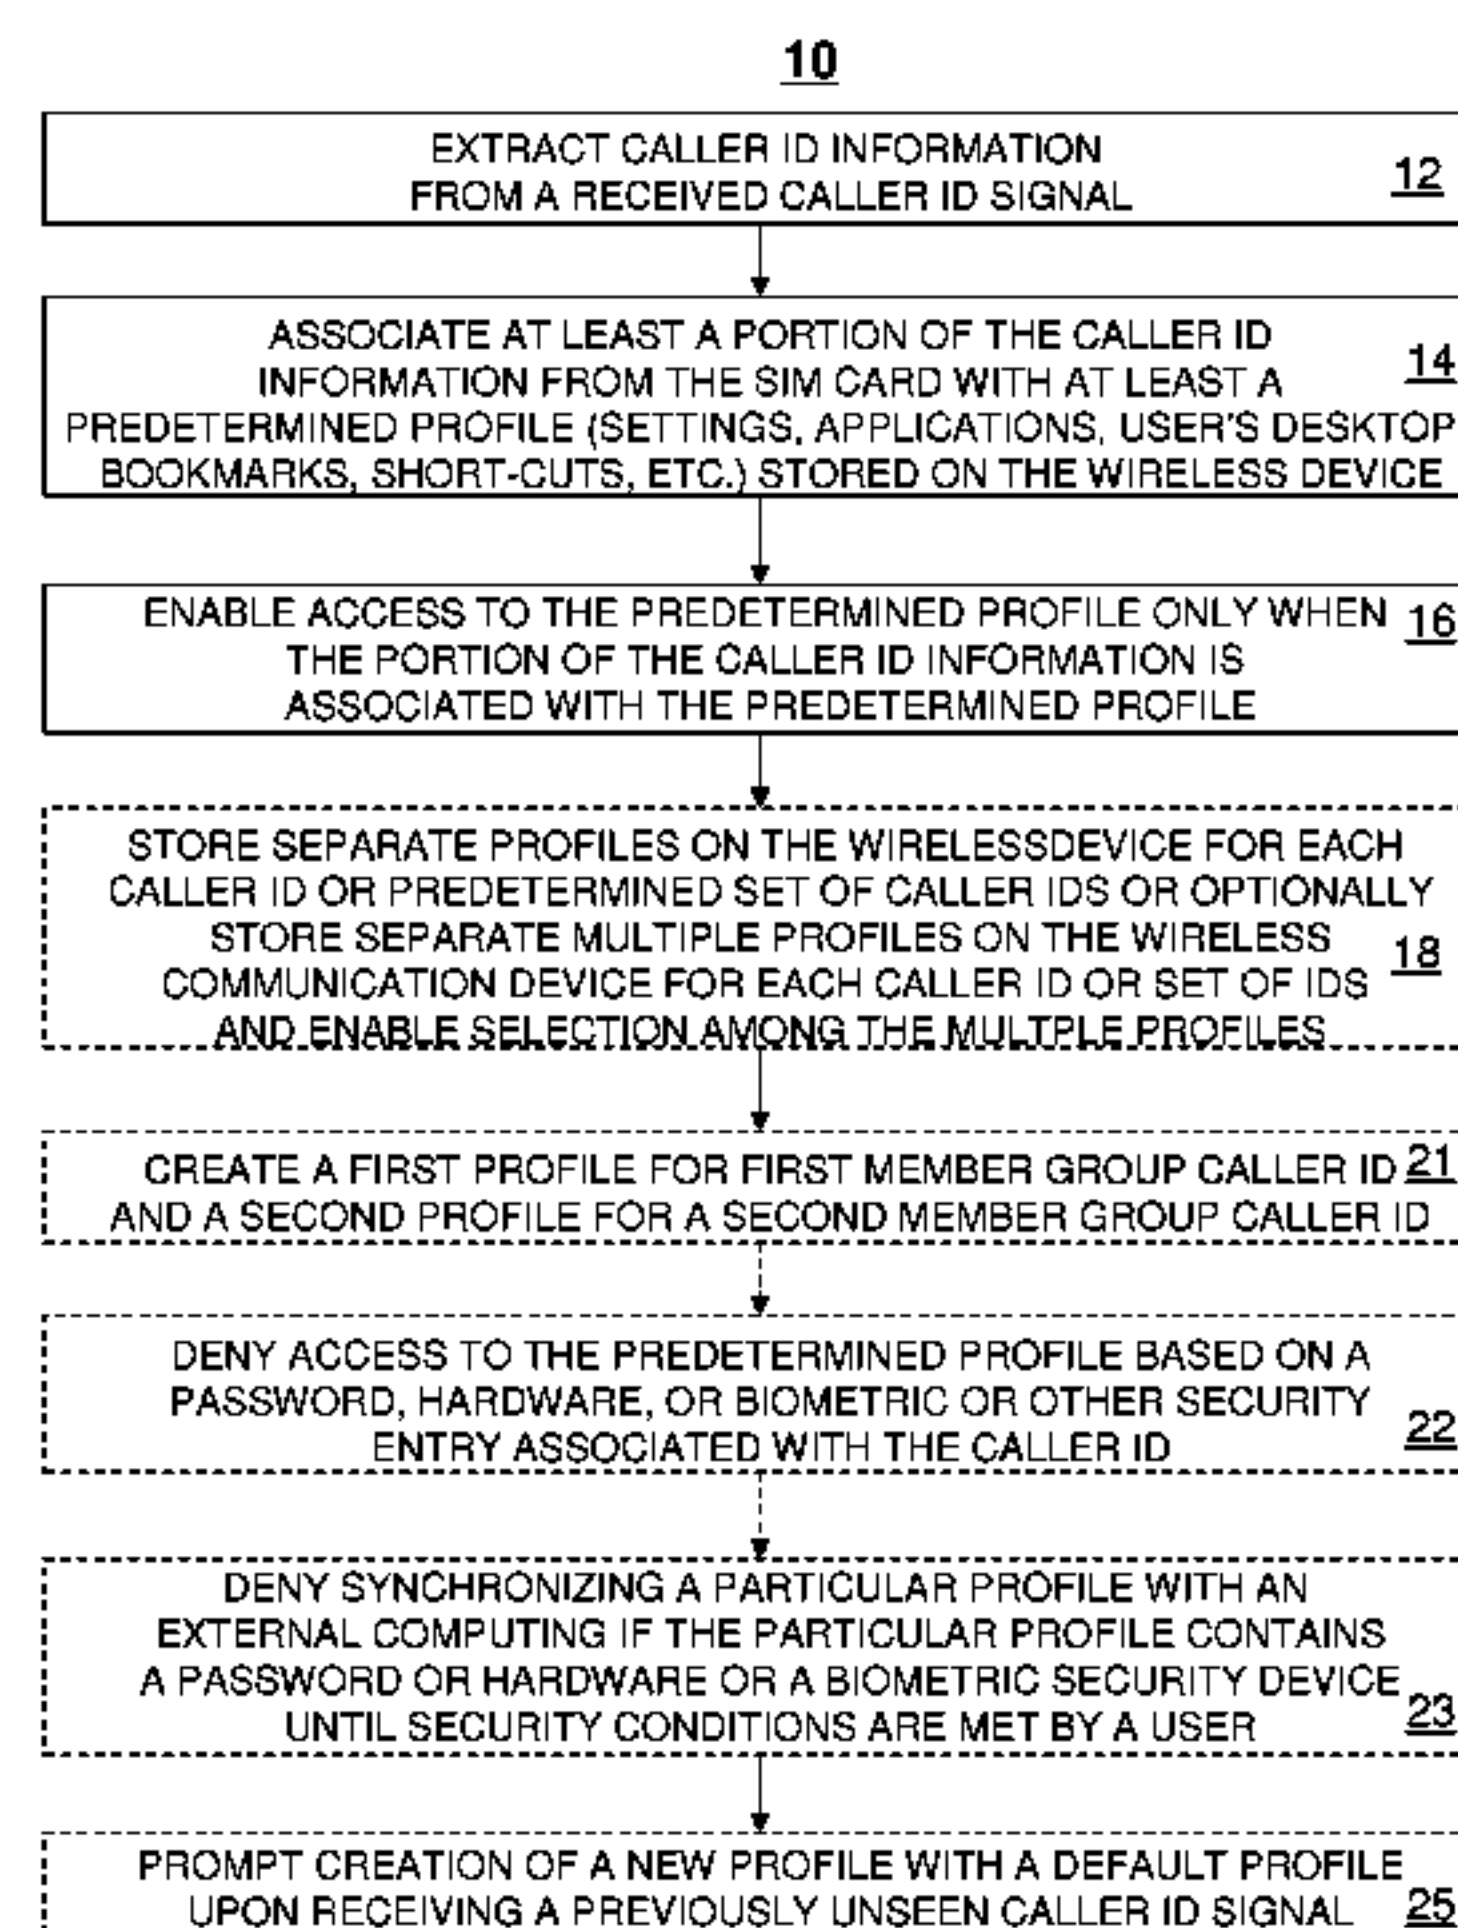 10
EXTRACT CALLER ID INFORMATION
FROM A RECEIVED CALLER ID SIGNAL
12
ASSOCIATE AT LEAST A PORTION OF THE CALLER ID
INFORMATION FROM THE SIM CARD WITH AT LEAST A
PREDETERMINED PROFILE (SETTINGS, APPLICATIONS, USER'S DESKTOP
BOOKMARKS, SHORT-CUTS, ETC.) STORED ON THE WIRELESS DEVICE
14
ENABLE ACCESS TO THE PREDETERMINED PROFILE ONLY WHEN
THE PORTION OF THE CALLER ID INFORMATION IS
ASSOCIATED WITH THE PREDETERMINED PROFILE
16
STORE SEPARATE PROFILES ON THE WIRELESSDEVICE FOR EACH
CALLER ID OR PREDETERMINED SET OF CALLER IDS OR OPTIONALLY
STORE SEPARATE MULTIPLE PROFILES ON THE WIRELESS
COMMUNICATION DEVICE FOR EACH CALLER ID OR SET OF IDS
AND ENABLE SELECTION AMONG THE MULTPLE PROFILES
18
CREATE A FIRST PROFILE FOR FIRST MEMBER GROUP CALLER ID
AND A SECOND PROFILE FOR A SECOND MEMBER GROUP CALLER ID
21
DENY ACCESS TO THE PREDETERMINED PROFILE BASED ON A
PASSWORD, HARDWARE, OR BIOMETRIC OR OTHER SECURITY
ENTRY ASSOCIATED WITH THE CALLER ID
22
DENY SYNCHRONIZING A PARTICULAR PROFILE WITH AN
EXTERNAL COMPUTING IF THE PARTICULAR PROFILE CONTAINS
A PASSWORD OR HARDWARE OR A BIOMETRIC SECURITY DEVICE
UNTIL SECURITY CONDITIONS ARE MET BY A USER
23
PROMPT CREATION OF A NEW PROFILE WITH A DEFAULT PROFILE
UPON RECEIVING A PREVIOUSLY UNSEEN CALLER ID SIGNAL
25